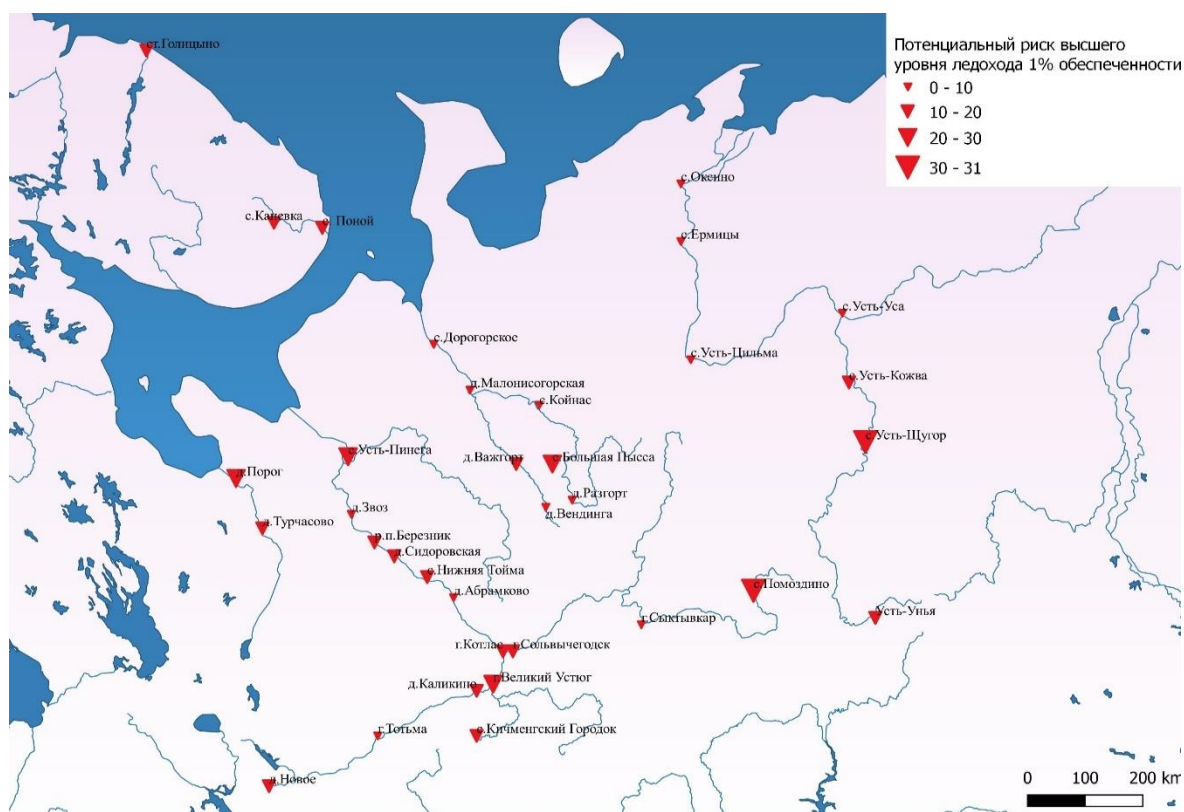 ст.Голицыно
Потенциальный риск высшего
уровня ледохода 1% обеспеченности
0 - 10
10 - 20
20 - 30
30 - 31
с.Окенно
с.Каневка
с. Поной
с.Ермицы
с.Усть-Уса
с.Дорогорское
с.Усть-Цильма
с.Усть-Кожва
д.Малонисогорская
с.Койнас
с.Усть-Щугор
с.Усть-Пинега
д.Важгорт
с.Большая Пысса
д.Порог
д.Разгорт
д.Вендинга
д.Звоз
д.Турчасово
р.п.Березник
д.Сидоровская
с.Нижняя Тойма
с.Помоздино
д.Абрамково
Усть-Унья
г.Сыктывкар
г.Котлас
г.Сольвычегодск
г.Великий Устюг
д.Каликино
г.Тотьма
с.Кичменгский Городок
д.Новое
0 100 200 km